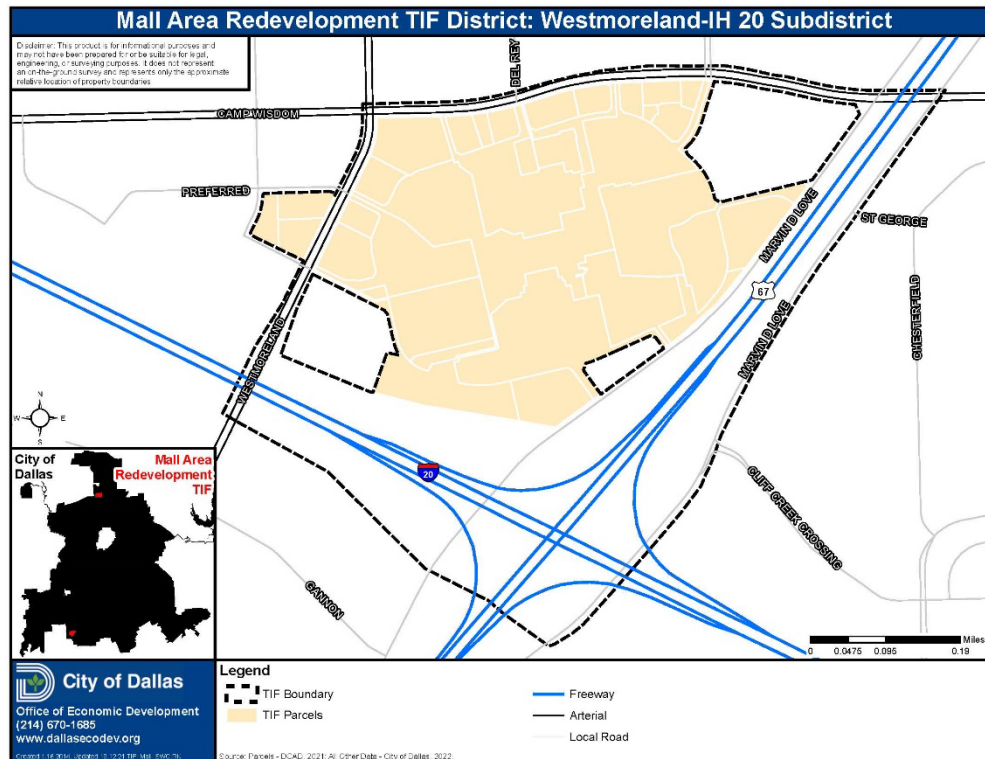 Mall Area Redevelopment TIF District: Westmoreland-IH 20 Subdistrict
Disclaimer: This product is for informational purposes and
may not have been prepared for or be suitable for legal,
engineering, or surveying purposes. It does not represent
an on-the-ground survey and represents only the approximate
relative location of property boundaries
DEL REY
CAMP WISDOM
PREFERRED
MARVIN D LOVE
ST GEORGE
67
CHESTERFIELD
MARVIN D LOVE
WESTMORELAND
N
W E
S
20
CLIFF CREEK CROSSING
GANNON
City of
Dallas
Mall Area
Redevelopment
TIF
Miles
0 0.0475 0.095 0.19
City of Dallas
Office of Economic Development
(214) 670-1685
www.dallasecodev.org
Legend
TIF Boundary
TIF Parcels
Freeway
Arterial
Local Road
Source: Parcels - DCAD, 2021; All Other Data - City of Dallas, 2022